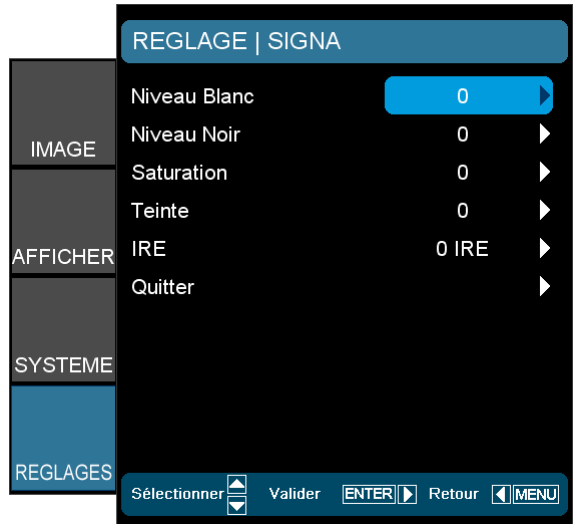 REGLAGE | SIGNA
Niveau Blanc 0
Niveau Noir 0
Saturation 0
Teinte 0
IRE 0 IRE
Quitter
IMAGE
AFFICHER
SYSTEME
REGLAGES
Sélectionner Valider ENTER Retour MENU